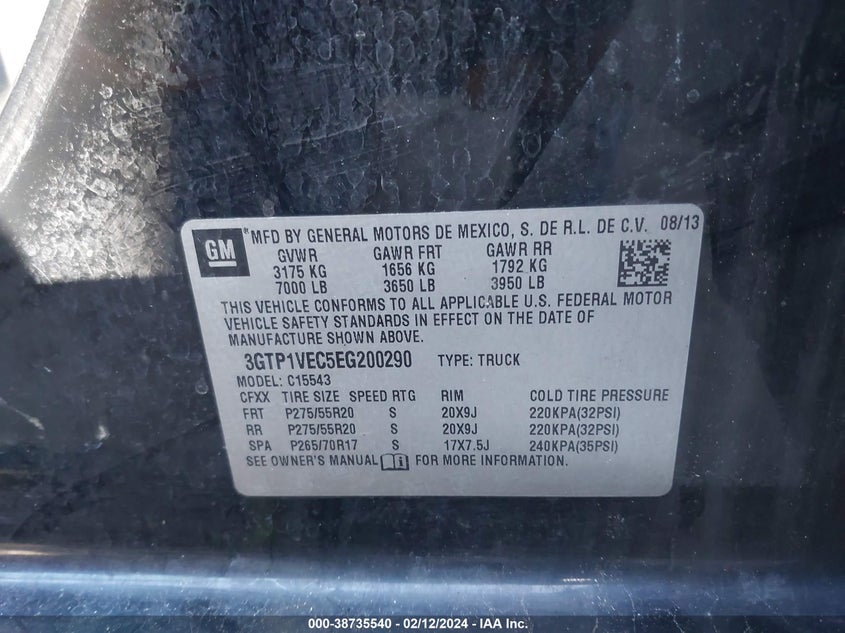 GM
®MFD BY GENERAL MOTORS DE MEXICO, S. DE R.L. DE C.V. 08/13
GVWR GAWR FRT GAWR RR
3175 KG 1656 KG 1792 KG
7000 LB 3650 LB 3950 LB
THIS VEHICLE CONFORMS TO ALL APPLICABLE U.S. FEDERAL MOTOR
VEHICLE SAFETY STANDARDS IN EFFECT ON THE DATE OF
MANUFACTURE SHOWN ABOVE.
3GTP1VEC5EG200290 TYPE: TRUCK
MODEL: C15543
CFXX TIRE SIZE SPEED RTG RIM COLD TIRE PRESSURE
FRT P275/55R20 S 20X9J 220KPA(32PSI)
RR P275/55R20 S 20X9J 220KPA(32PSI)
SPA P265/70R17 S 17X7.5J 240KPA(35PSI)
SEE OWNER'S MANUAL FOR MORE INFORMATION.
000-38735540 - 02/12/2024 - IAA Inc.